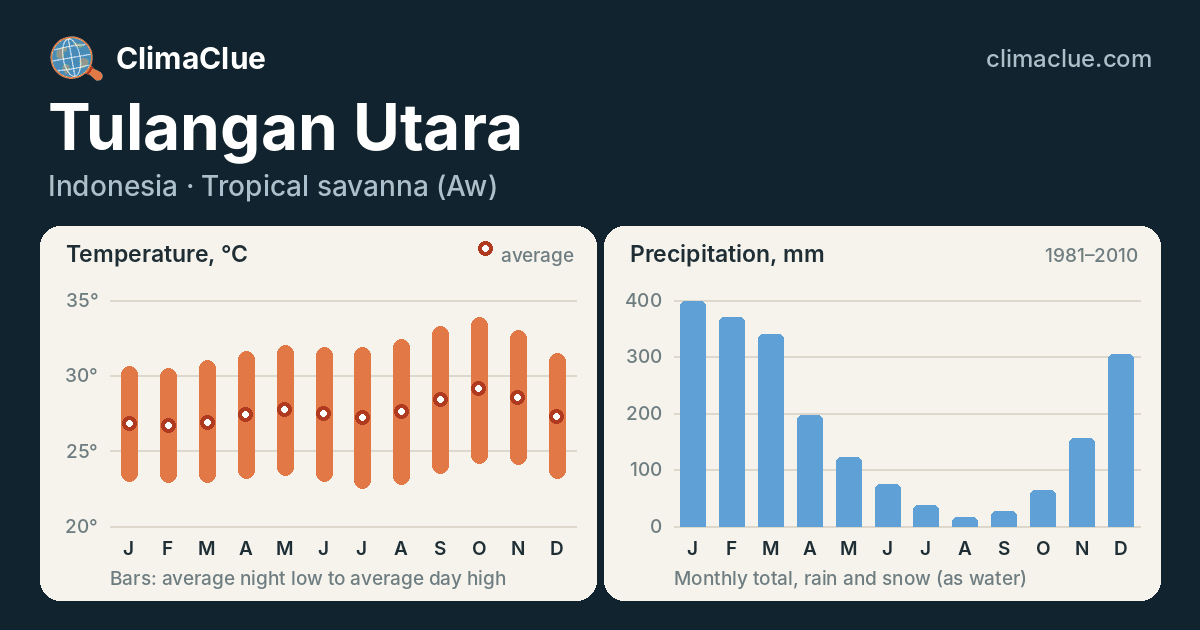 ClimaClue
climaclue.com
Tulangan Utara
Indonesia · Tropical savanna (Aw)
Temperature, °C
average
35°
30°
25°
20°
J F M A M J J A S O N D
Bars: average night low to average day high
Precipitation, mm
1981–2010
400
300
200
100
0
J F M A M J J A S O N D
Monthly total, rain and snow (as water)